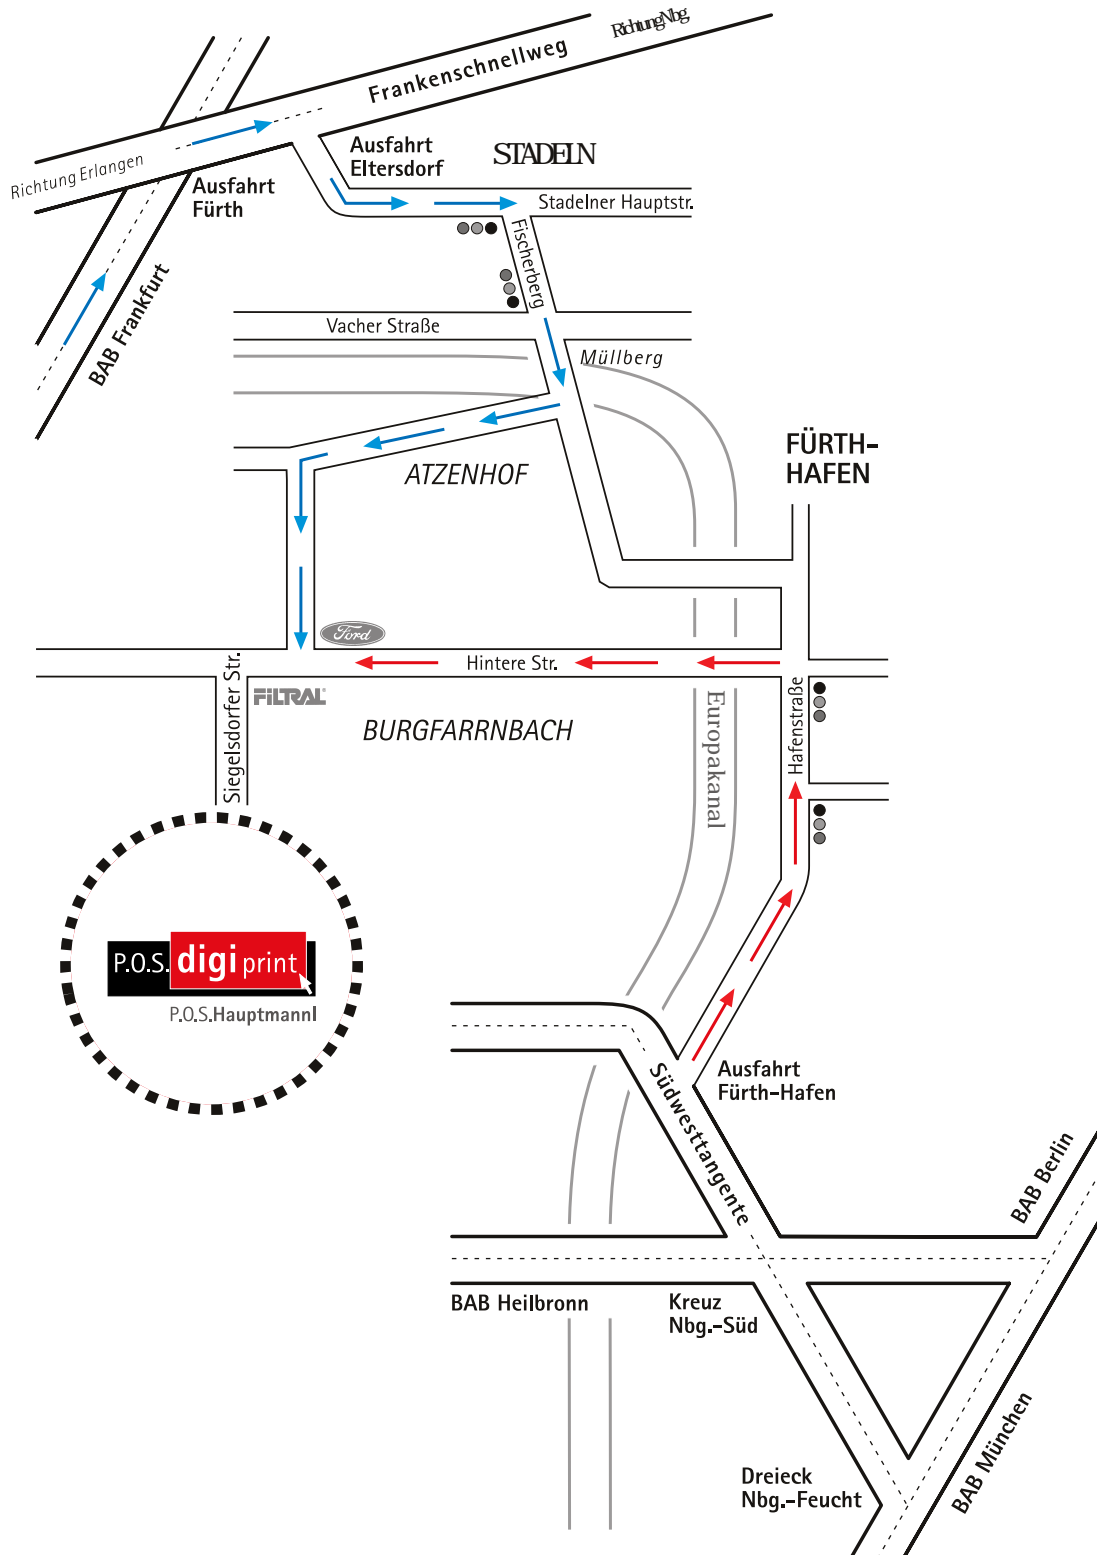 RichtungNbg.
Frankenschnellweg
Richtung Erlangen
Ausfahrt
Eltersdorf
STADELN
Ausfahrt
Fürth
Stadelner Hauptstr.
Fischerberg
BAB Frankfurt
Vacher Straße
Müllberg
FÜRTH-
HAFEN
ATZENHOF
Ford
Hintere Str.
Siegelsdorfer Str.
FiLTRAL
BURGFARRNBACH
Europakanal
Hafenstraße
P.O.S. digi print
P.O.S.Hauptmannl
Südwesttangente
Ausfahrt
Fürth-Hafen
BAB Berlin
BAB Heilbronn
Kreuz
Nbg.-Süd
BAB München
Dreieck
Nbg.-Feucht